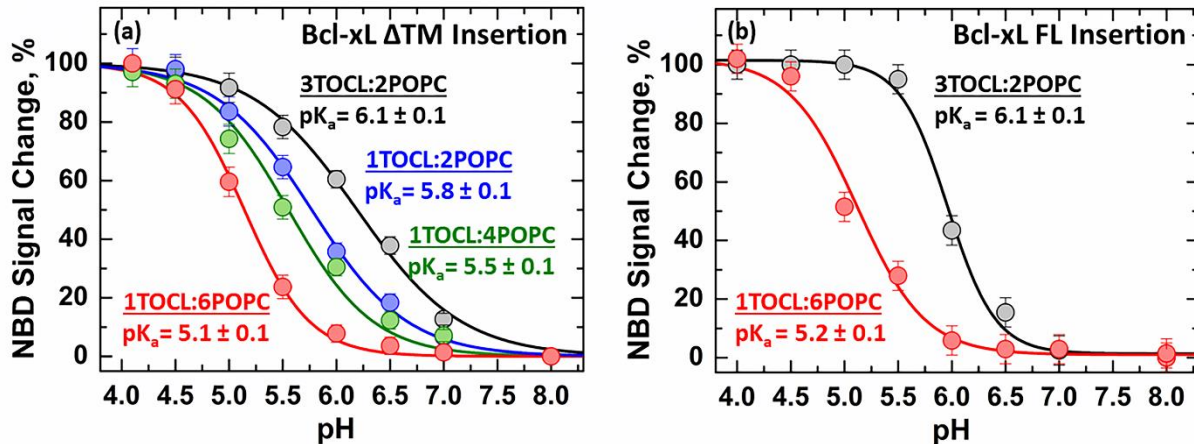 (a) Bcl-xL ΔTM Insertion
NBD Signal Change, %
100
80
60
40
20
0
3TOCL:2POPC
pKa = 6.1 ± 0.1
1TOCL:2POPC
pKa = 5.8 ± 0.1
1TOCL:4POPC
pKa = 5.5 ± 0.1
1TOCL:6POPC
pKa = 5.1 ± 0.1
4.0 4.5 5.0 5.5 6.0 6.5 7.0 7.5 8.0
pH
(b) Bcl-xL FL Insertion
NBD Signal Change, %
100
80
60
40
20
0
3TOCL:2POPC
pKa = 6.1 ± 0.1
1TOCL:6POPC
pKa = 5.2 ± 0.1
4.0 4.5 5.0 5.5 6.0 6.5 7.0 7.5 8.0
pH